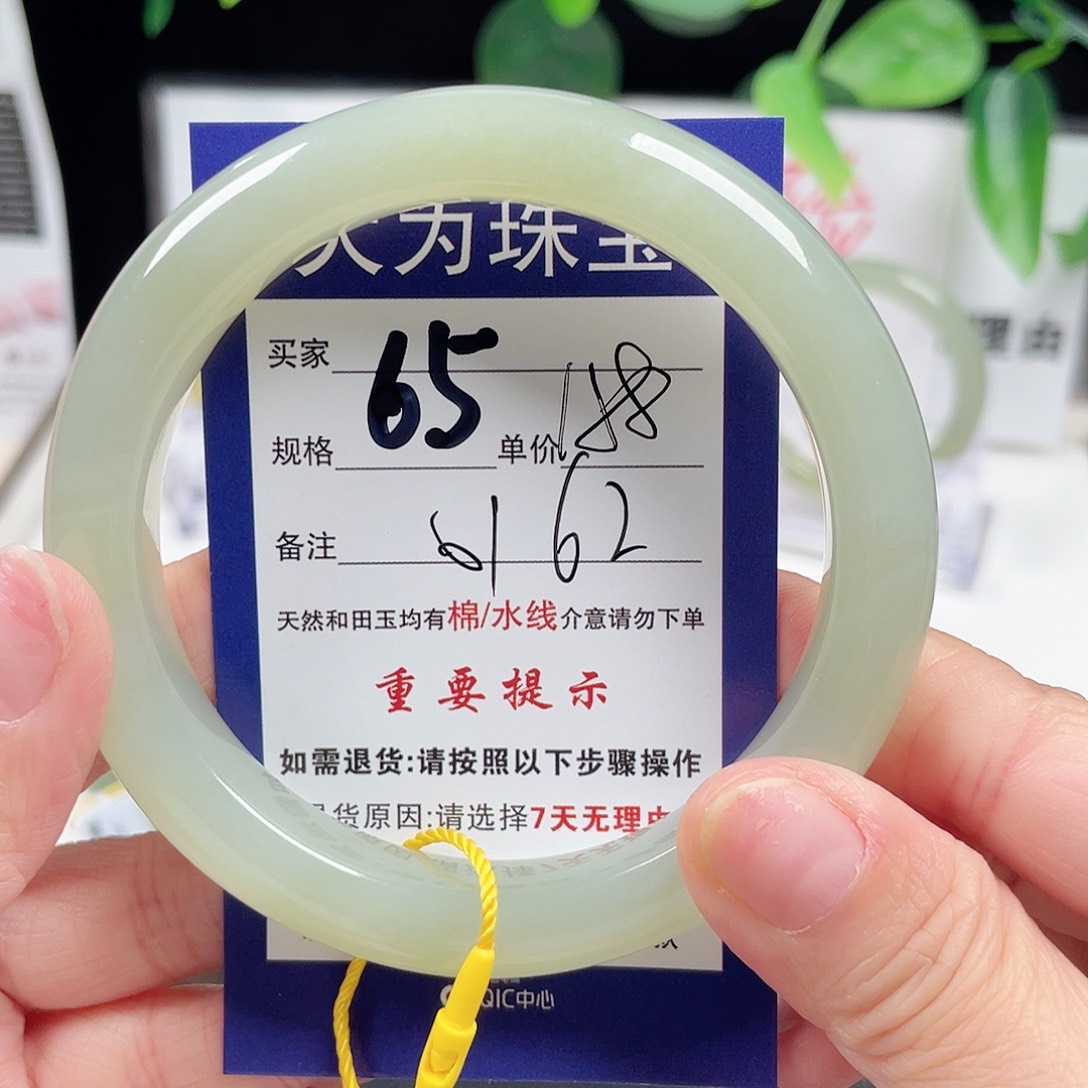 天为珠宝
买家
65
规格 单价 188
备注 61 62
天然和田玉均有棉/水线介意请勿下单
重要提示
如需退货:请按照以下步骤操作
货原因:请选择7天无理由
QIC中心
理由